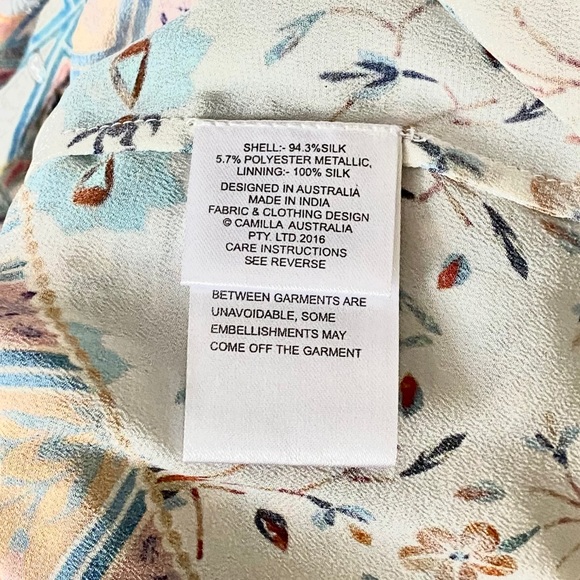 SHELL:- 94.3%SILK
5.7% POLYESTER METALLIC,
LINNING:- 100% SILK
DESIGNED IN AUSTRALIA
MADE IN INDIA
FABRIC & CLOTHING DESIGN
© CAMILLA AUSTRALIA
PTY. LTD.2016
CARE INSTRUCTIONS
SEE REVERSE
BETWEEN GARMENTS ARE
UNAVOIDABLE, SOME
EMBELLISHMENTS MAY
COME OFF THE GARMENT